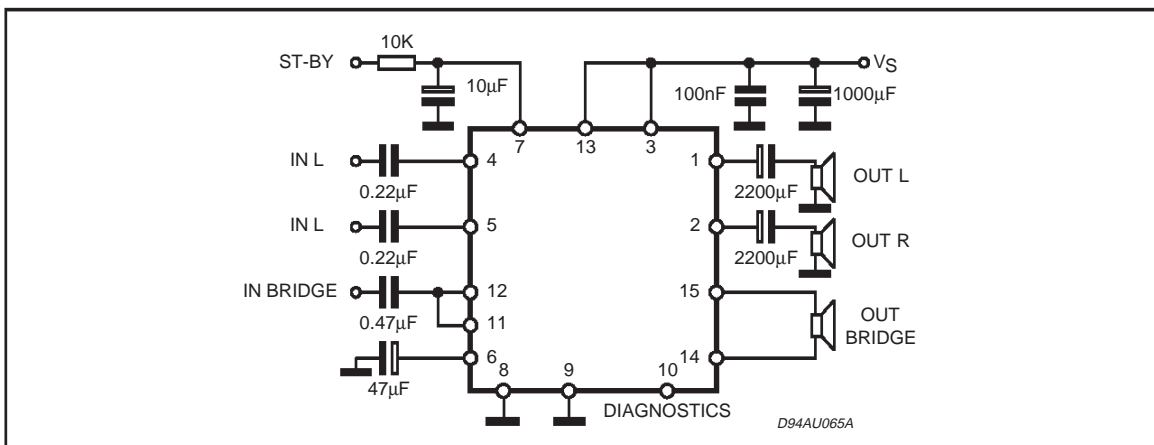 10K
ST-BY
VS
10µF
100nF
1000µF
7
13
3
IN L
4
1
0.22µF
2200µF
OUT L
IN L
5
2
0.22µF
2200µF
OUT R
IN BRIDGE
12
15
0.47µF
11
OUT
BRIDGE
6
14
47µF
8
9
10
DIAGNOSTICS
D94AU065A